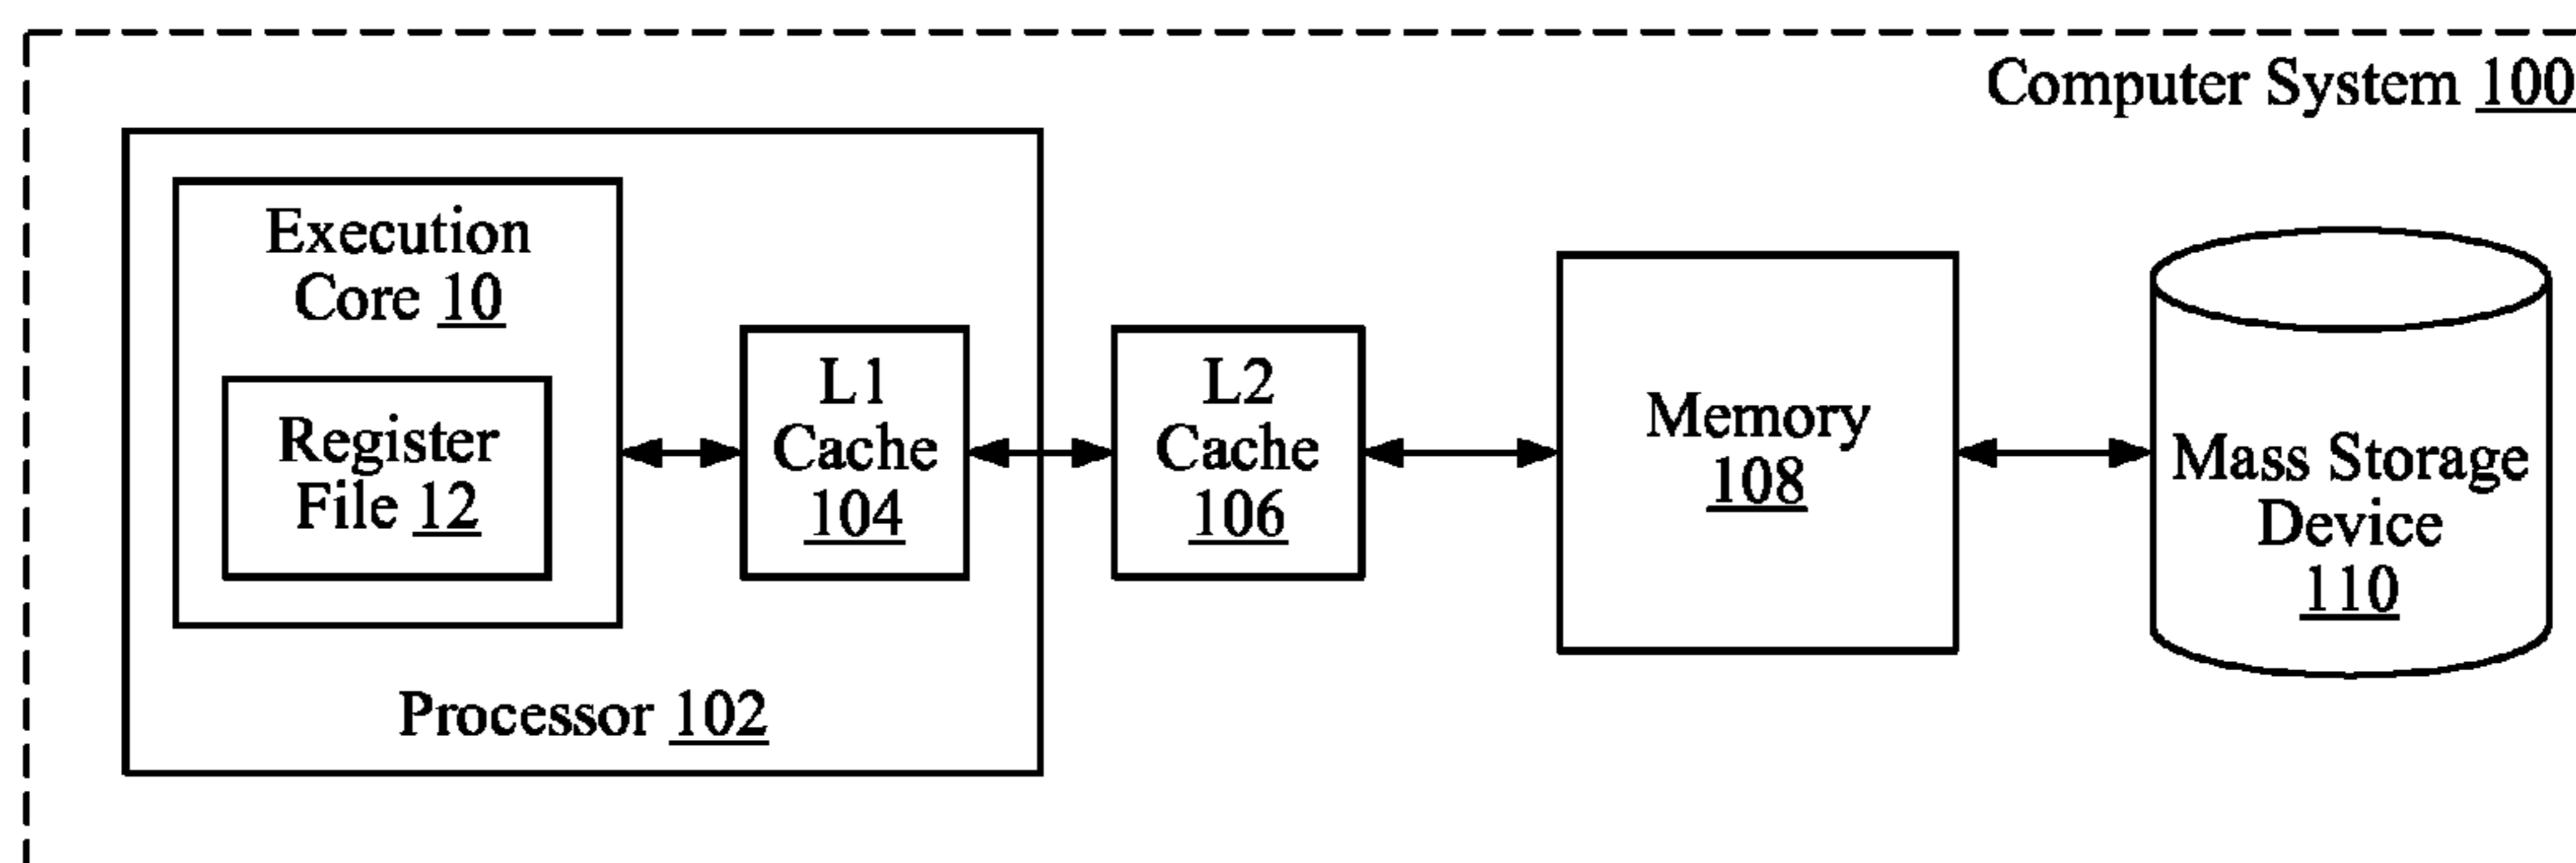 Computer System 100
Execution
Core 10
Register
File 12
L1
Cache
104
Processor 102
L2
Cache
106
Memory
108
Mass Storage
Device
110